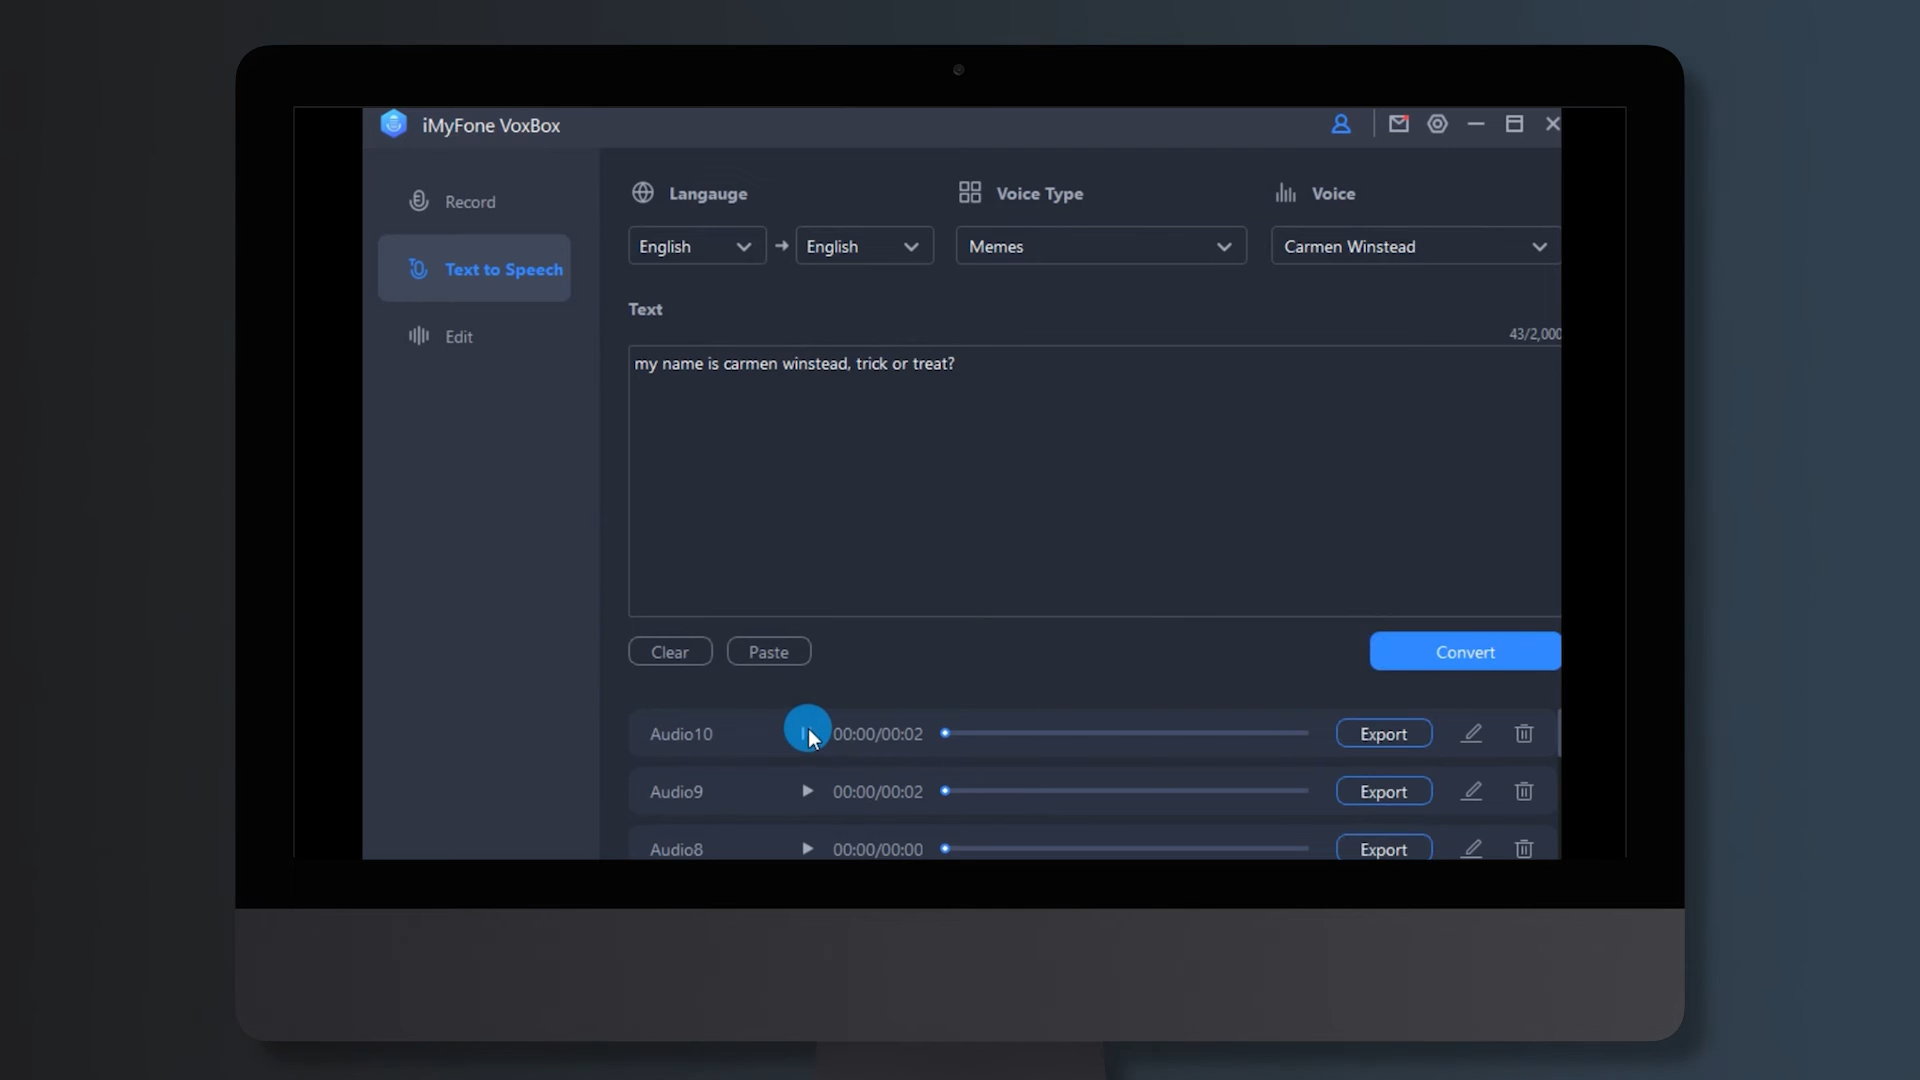 iMyFone VoxBox
Record
Text to Speech
Edit
Langauge
Voice Type
Voice
English
English
Memes
Carmen Winstead
Text
43/2,000
my name is carmen winstead, trick or treat?
Clear
Paste
Convert
Audio10
00:00/00:02
Export
Audio9
00:00/00:02
Export
Audio8
00:00/00:00
Export